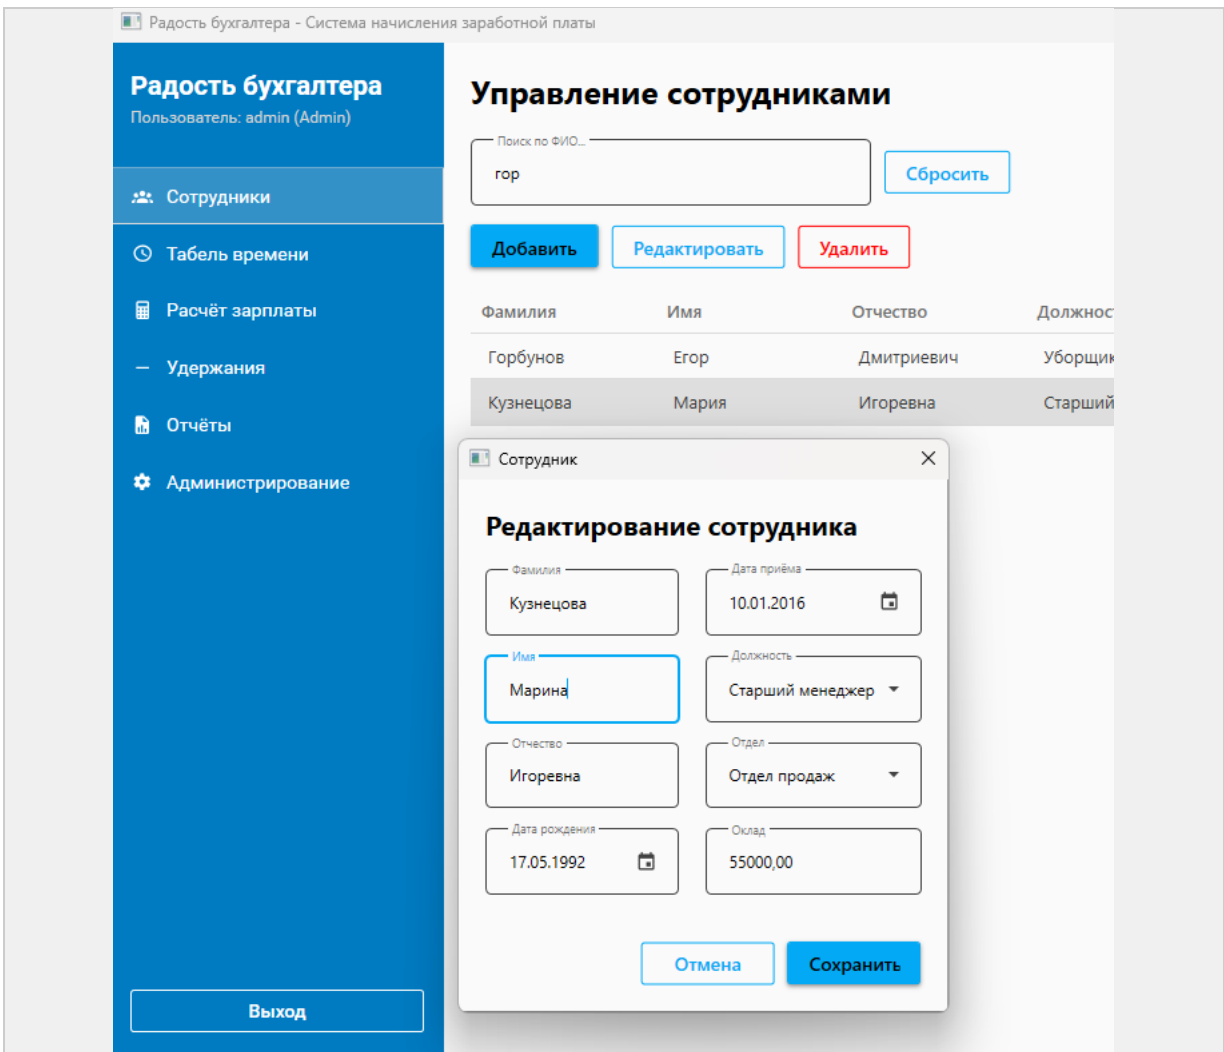 Радость бухгалтера - Система начисления заработной платы
Радость бухгалтера
Пользователь: admin (Admin)
Сотрудники
Табель времени
Расчёт зарплаты
Удержания
Отчёты
Администрирование
Выход
Управление сотрудниками
Поиск по ФИО...
гор
Сбросить
Добавить Редактировать Удалить
Фамилия Имя Отчество Должнос
Горбунов Егор Дмитриевич Уборщик
Кузнецова Мария Игоревна Старший
Сотрудник
Редактирование сотрудника
Фамилия Дата приёма
Кузнецова 10.01.2016
Имя Должность
Марина Старший менеджер
Отчество Отдел
Игоревна Отдел продаж
Дата рождения Оклад
17.05.1992 55000,00
Отмена Сохранить